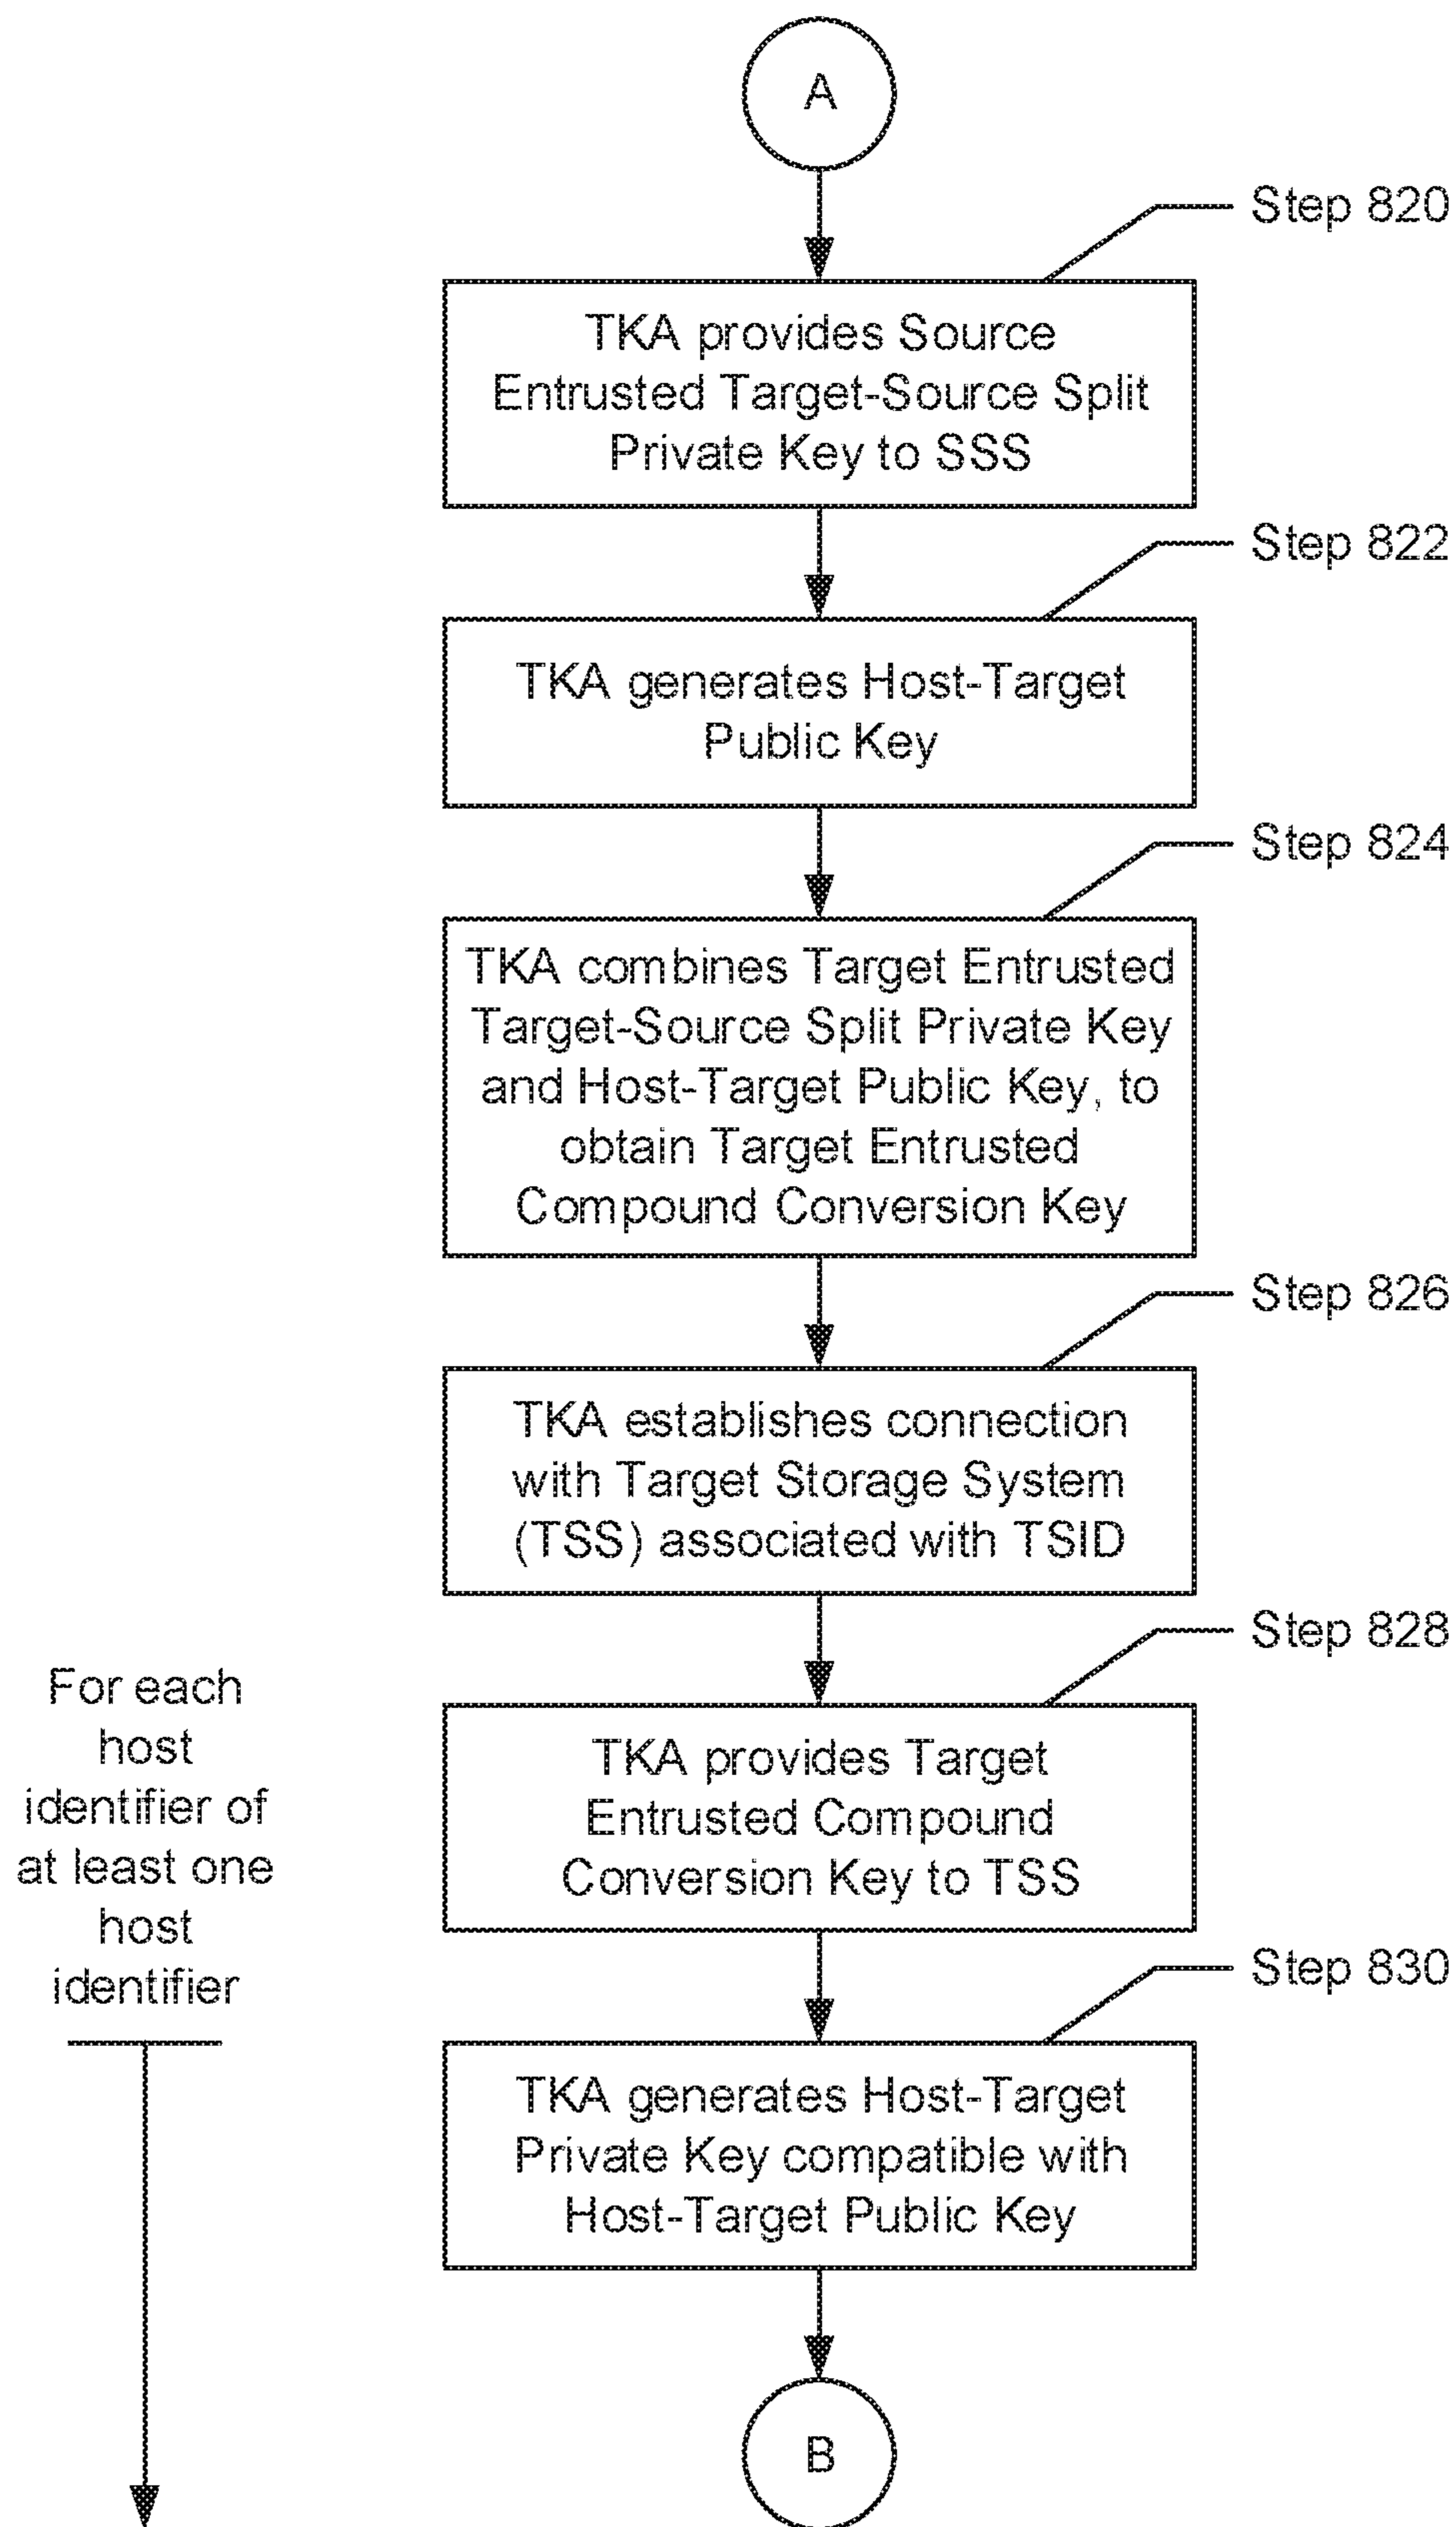 A
Step 820
TKA provides Source
Entrusted Target-Source Split
Private Key to SSS
Step 822
TKA generates Host-Target
Public Key
Step 824
TKA combines Target Entrusted
Target-Source Split Private Key
and Host-Target Public Key, to
obtain Target Entrusted
Compound Conversion Key
Step 826
TKA establishes connection
with Target Storage System
(TSS) associated with TSID
Step 828
TKA provides Target
Entrusted Compound
Conversion Key to TSS
For each
host
identifier of
at least one
host
identifier
Step 830
TKA generates Host-Target
Private Key compatible with
Host-Target Public Key
B